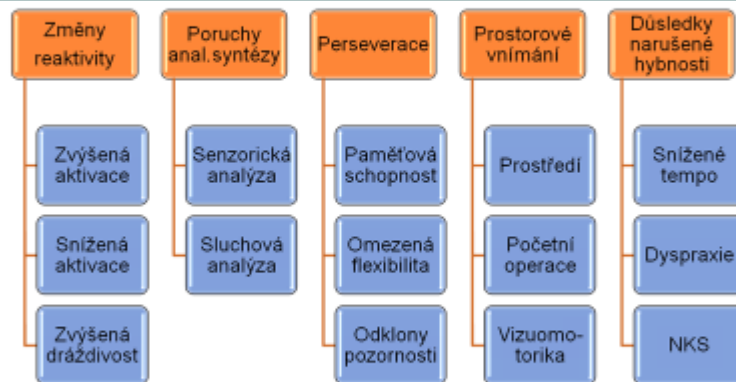 Změny
reaktivity
Zvýšená
aktivace
Snížená
aktivace
Zvýšená
dráždivost
Poruchy
anal.syntézy
Senzorická
analýza
Sluchová
analýza
Perseverace
Paměťová
schopnost
Omezená
flexibilita
Odklony
pozornosti
Prostorové
vnímání
Prostředí
Početní
operace
Vizuomo-
torika
Důsledky
narušené
hybnosti
Snížené
tempo
Dyspraxie
NKS